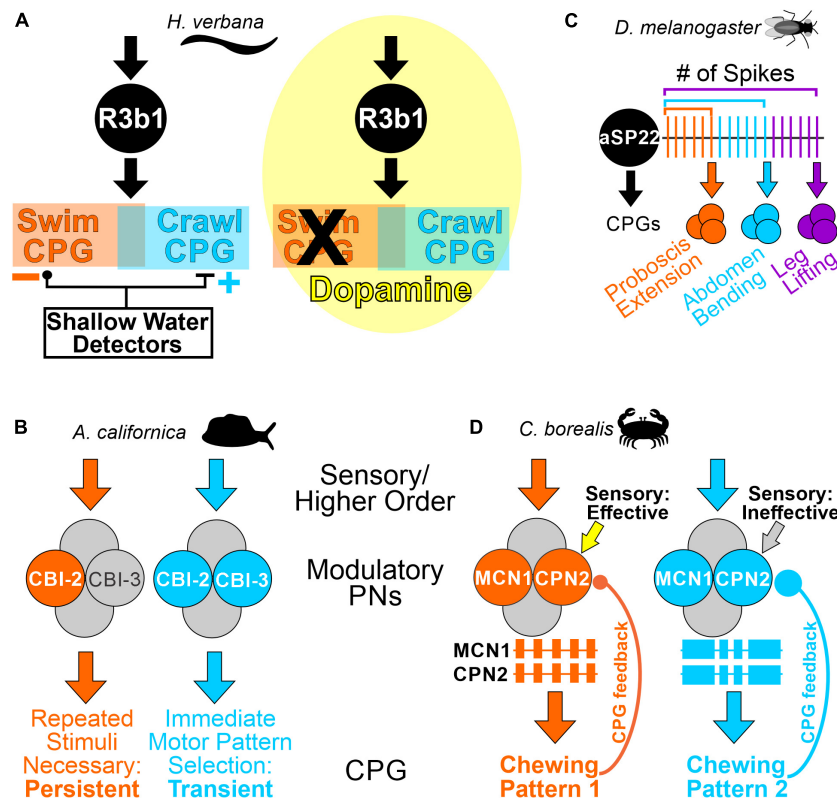 A
H. verbana
R3b1
Swim
CPG
Crawl
CPG
Shallow Water
Detectors
R3b1
Swim
CPG
Crawl
CPG
Dopamine
C
D. melanogaster
# of Spikes
aSP22
CPGs
Proboscis
Extension
Abdomen
Bending
Leg
Lifting
B
A. californica
CBI-2
CBI-3
CBI-2
CBI-3
Repeated
Stimuli
Necessary:
Persistent
Immediate
Motor Pattern
Selection:
Transient
Sensory/
Higher Order
Modulatory
PNs
CPG
D
C. borealis
Sensory:
Effective
MCN1
CPN2
MCN1
CPN2
CPG feedback
Chewing
Pattern 1
Sensory:
Ineffective
MCN1
CPN2
CPG feedback
Chewing
Pattern 2